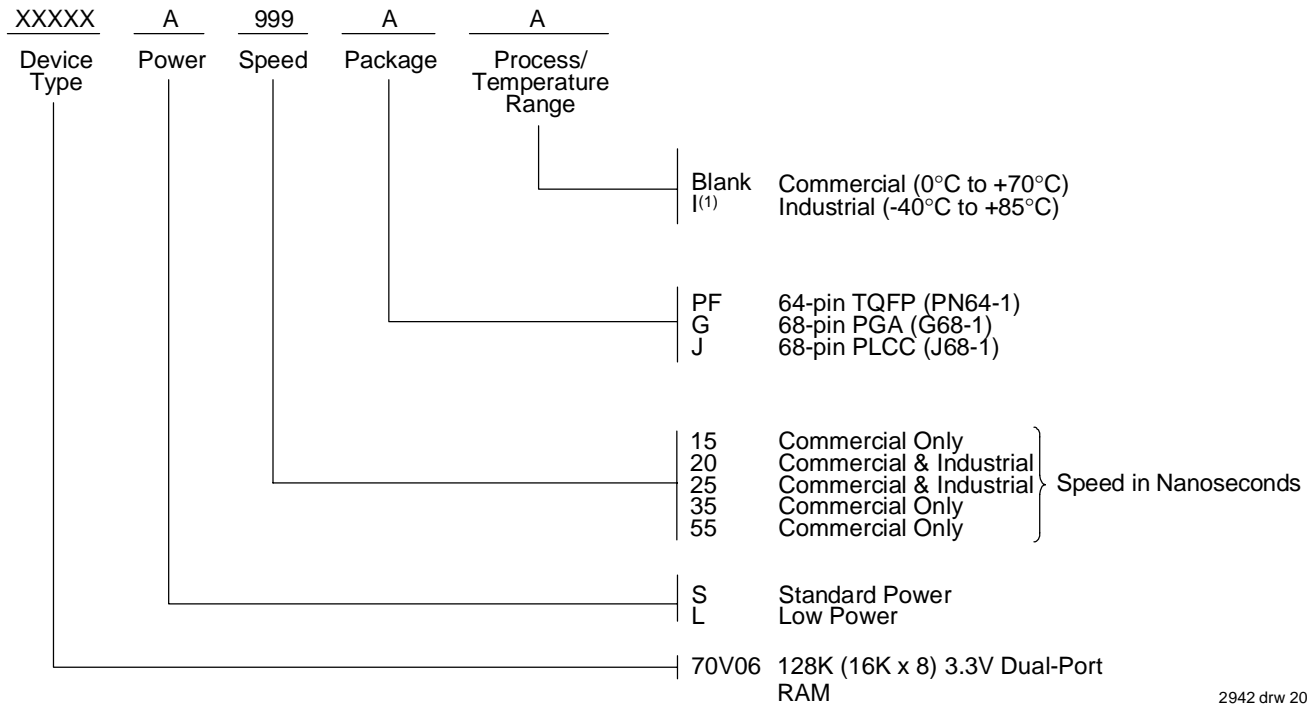 XXXXX A 999 A A
Device Type Power Speed Package Process/ Temperature Range
Blank Commercial (0°C to +70°C)
I(1) Industrial (-40°C to +85°C)
PF 64-pin TQFP (PN64-1)
G 68-pin PGA (G68-1)
J 68-pin PLCC (J68-1)
15 Commercial Only
20 Commercial & Industrial
25 Commercial & Industrial
35 Commercial Only
55 Commercial Only
Speed in Nanoseconds
S Standard Power
L Low Power
70V06 128K (16K x 8) 3.3V Dual-Port
RAM
2942 drw 20